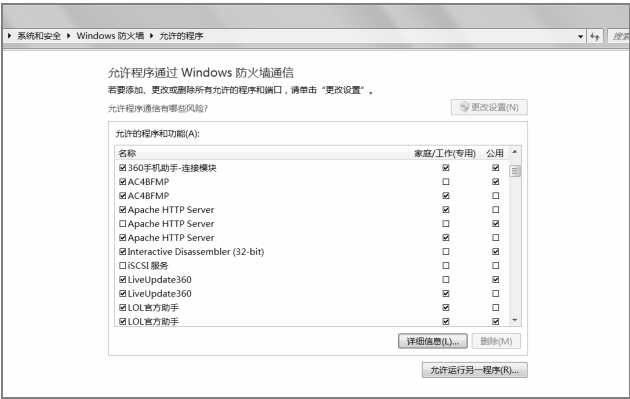 系统和安全 ▸ Windows 防火墙 ▸ 允许的程序
搜索
允许程序通过 Windows 防火墙通信
若要添加、更改或删除所有允许的程序和端口，请单击“更改设置”。
允许程序通信有哪些风险?
更改设置(N)
允许的程序和功能(A):
名称 家庭/工作(专用) 公用
360手机助手-连接模块
AC4BFMP
AC4BFMP
Apache HTTP Server
Apache HTTP Server
Apache HTTP Server
Interactive Disassembler (32-bit)
iSCSI 服务
LiveUpdate360
LiveUpdate360
LOL官方助手
LOL官方助手
详细信息(L)... 删除(M)
允许运行另一程序(R)...